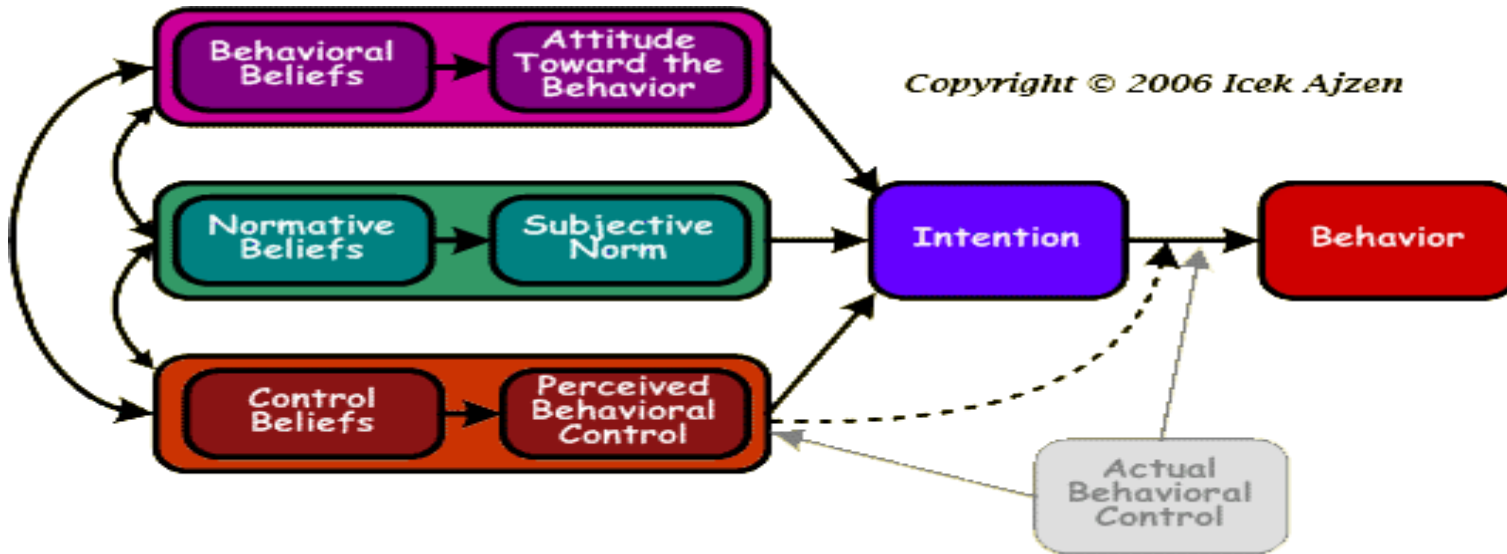 Behavioral
Beliefs
Attitude
Toward the
Behavior
Copyright © 2006 Icek Ajzen
Normative
Beliefs
Subjective
Norm
Intention
Behavior
Control
Beliefs
Perceived
Behavioral
Control
Actual
Behavioral
Control